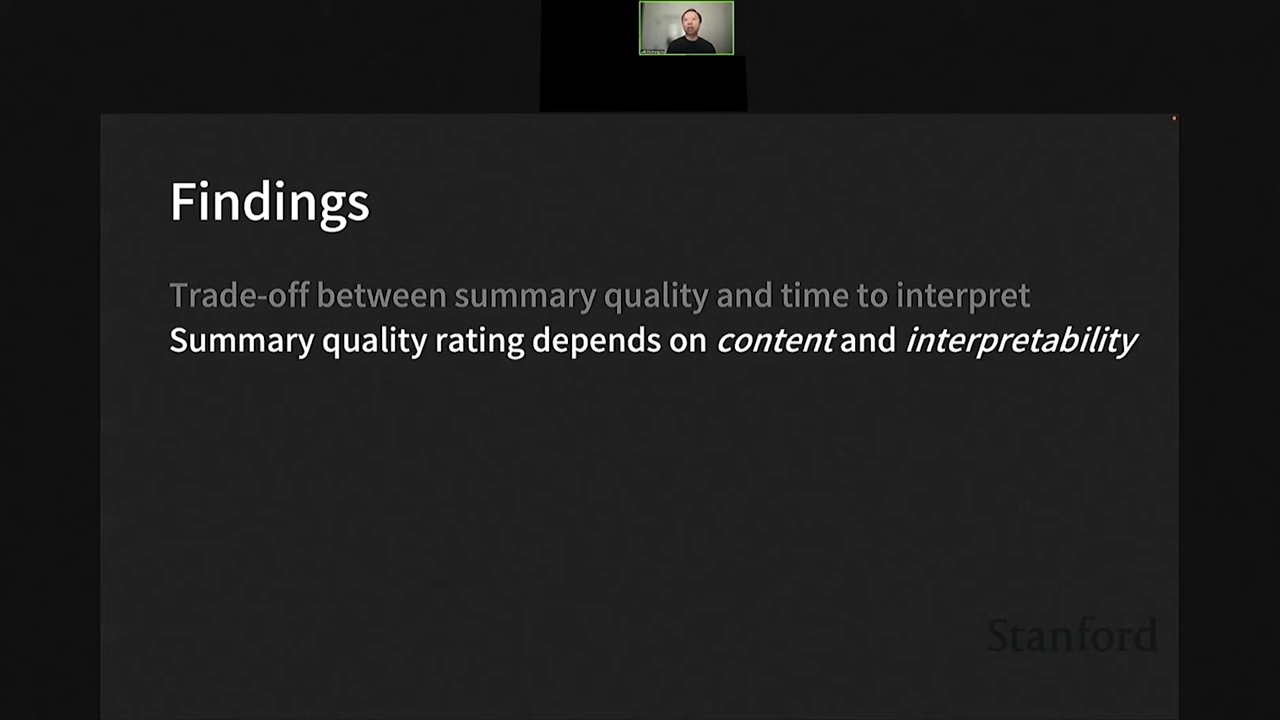 Findings
Trade-off between summary quality and time to interpret
Summary quality rating depends on content and interpretability
Stanford